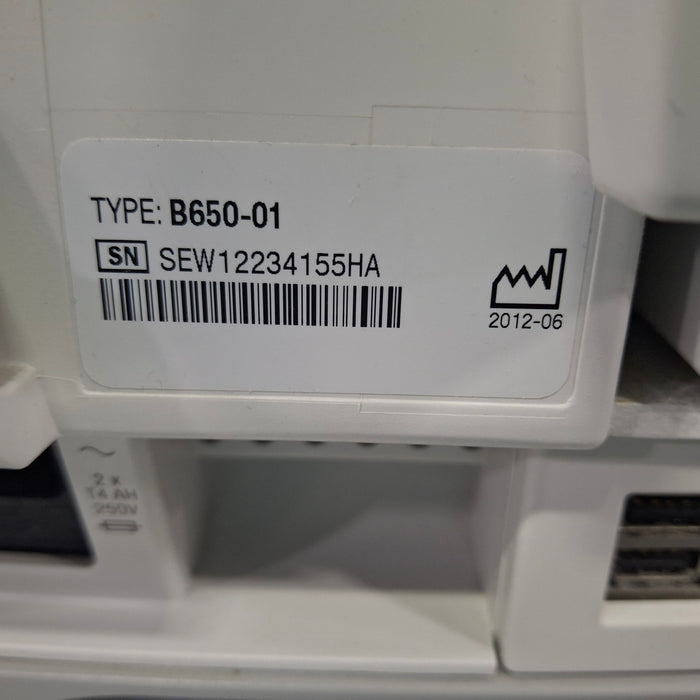 TYPE: B650-01
SN SEW12234155HA
2012-06
2 x
T4 AH
250V